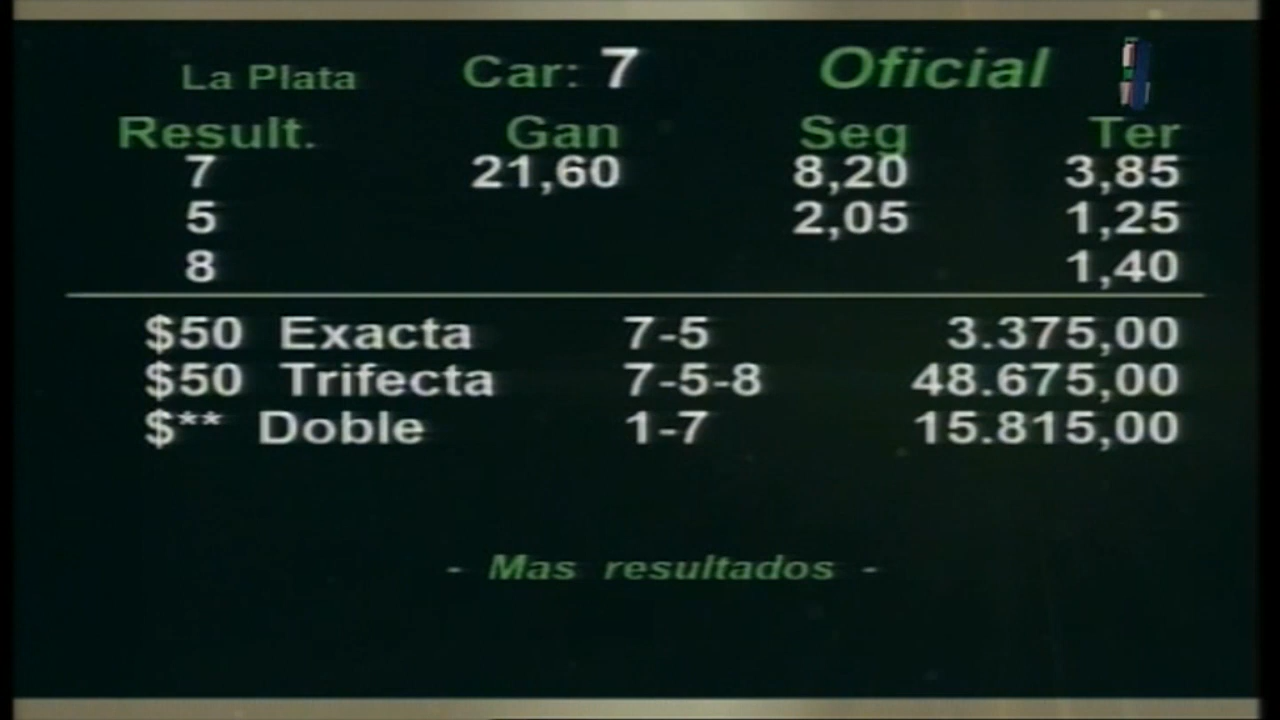 La Plata Car: 7 Oficial
Result. Gan Seg Ter
7 21,60 8,20 3,85
5 2,05 1,25
8 1,40
$50 Exacta 7-5 3.375,00
$50 Trifecta 7-5-8 48.675,00
$** Doble 1-7 15.815,00
- Mas resultados -